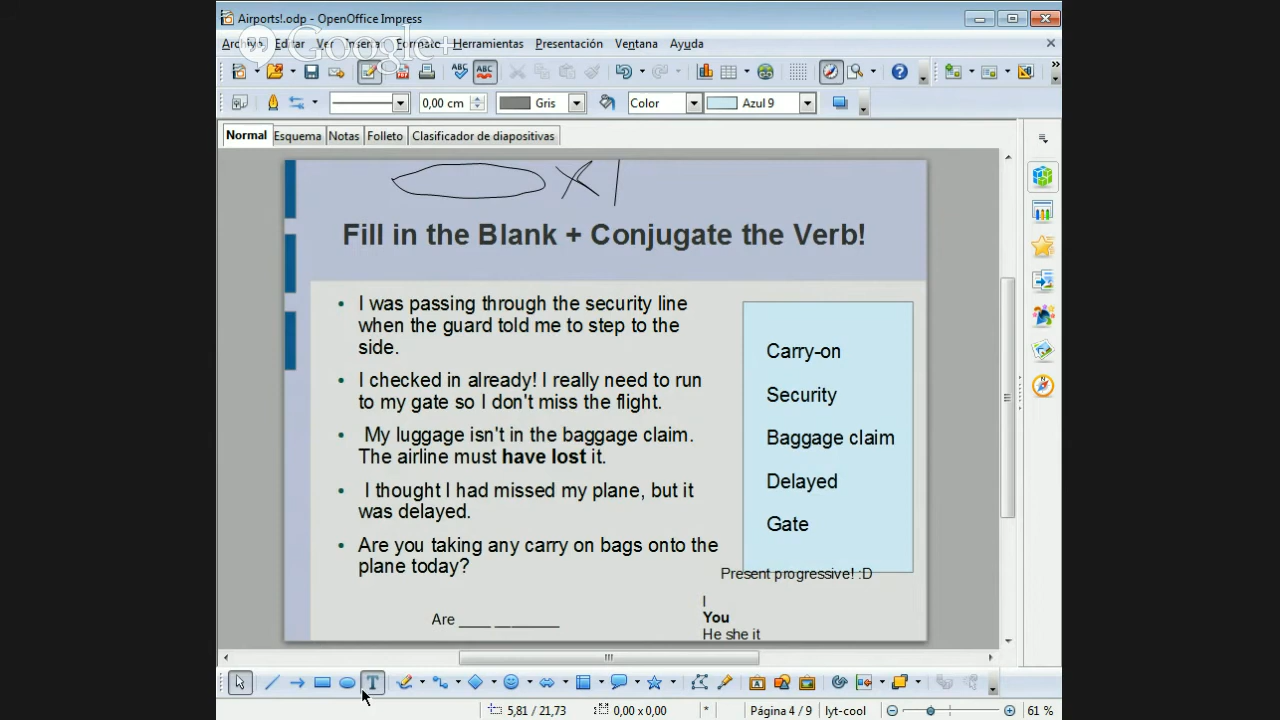 Airports!.odp - OpenOffice Impress
Archivo Editar Ver Insertar Formato Herramientas Presentación Ventana Ayuda
Google+
0,00 cm Gris Color Azul 9
Normal Esquema Notas Folleto Clasificador de diapositivas
Fill in the Blank + Conjugate the Verb!
• I was passing through the security line
when the guard told me to step to the
side.
• I checked in already! I really need to run
to my gate so I don't miss the flight.
• My luggage isn't in the baggage claim.
The airline must have lost it.
• I thought I had missed my plane, but it
was delayed.
• Are you taking any carry on bags onto the
plane today?
Carry-on
Security
Baggage claim
Delayed
Gate
Present progressive! :D
Are ____ ________
I
You
He she it
5,81 / 21,73 0,00 x 0,00 * Página 4 / 9 lyt-cool 61 %